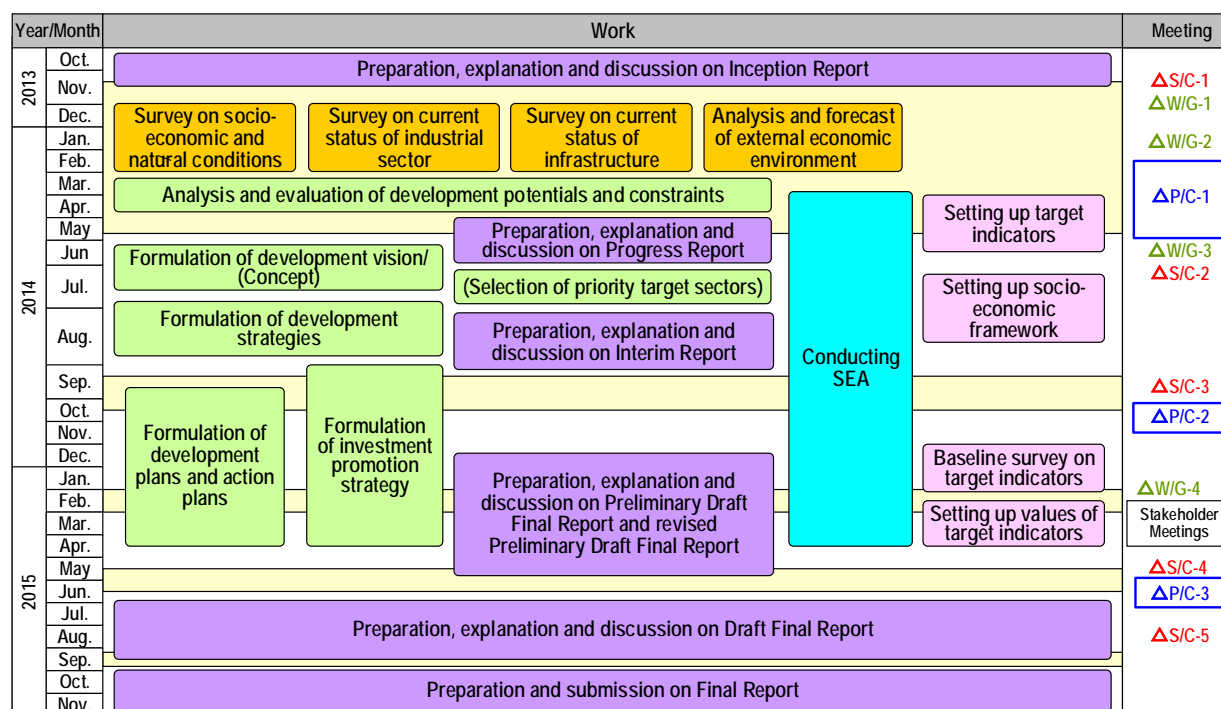 Year/Month
Work
Meeting
2013
Oct.
Nov.
Dec.
2014
Jan.
Feb.
Mar.
Apr.
May
Jun
Jul.
Aug.
Sep.
Oct.
Nov.
Dec.
2015
Jan.
Feb.
Mar.
Apr.
May
Jun.
Jul.
Aug.
Sep.
Oct.
Nov.
Preparation, explanation and discussion on Inception Report
Survey on socio-
economic and
natural conditions
Survey on current
status of industrial
sector
Survey on current
status of
infrastructure
Analysis and forecast
of external economic
environment
Analysis and evaluation of development potentials and constraints
Preparation, explanation and
discussion on Progress Report
Formulation of development vision/
(Concept)
(Selection of priority target sectors)
Formulation of development
strategies
Preparation, explanation and
discussion on Interim Report
Conducting
SEA
Setting up target
indicators
Setting up socio-
economic
framework
Formulation of
development
plans and action
plans
Formulation
of investment
promotion
strategy
Preparation, explanation and
discussion on Preliminary Draft
Final Report and revised
Preliminary Draft Final Report
Baseline survey on
target indicators
Setting up values of
target indicators
Preparation, explanation and discussion on Draft Final Report
Preparation and submission on Final Report
△S/C-1
△W/G-1
△W/G-2
△P/C-1
△W/G-3
△S/C-2
△S/C-3
△P/C-2
△W/G-4
Stakeholder
Meetings
△S/C-4
△P/C-3
△S/C-5